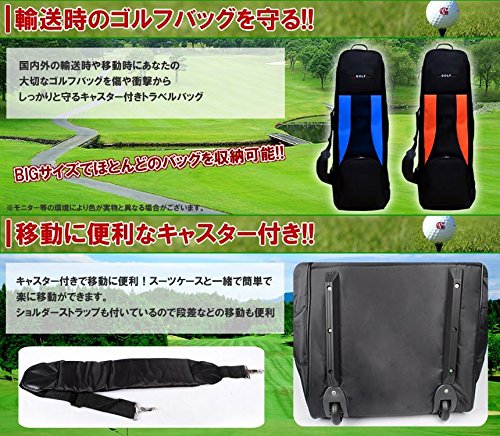 輸送時のゴルフバッグを守る!!
国内外の輸送時や移動時にあなたの
大切なゴルフバッグを傷や衝撃から
しっかりと守るキャスター付きトラベルバッグ
GOLF
GOLF
BIGサイズでほとんどのバッグを収納可能!!
※モニター等の環境により色が実物と異なる場合がございます。
移動に便利なキャスター付き!!
キャスター付きで移動に便利！スーツケースと一緒で簡単で
楽に移動ができます。
ショルダーストラップも付いているので段差などの移動も便利